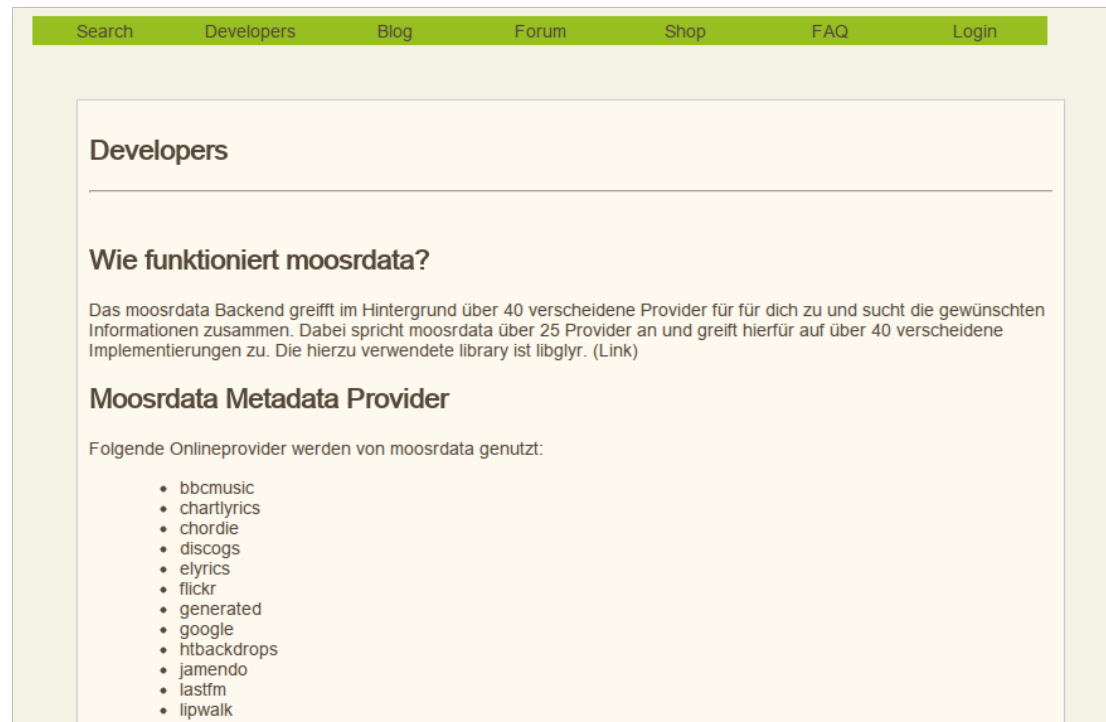 Search Developers Blog Forum Shop FAQ Login
Developers
Wie funktioniert moosrdata?
Das moosrdata Backend greifft im Hintergrund über 40 verscheidene Provider für für dich zu und sucht die gewünschten
Informationen zusammen. Dabei spricht moosrdata über 25 Provider an und greift hierfür auf über 40 verscheidene
Implementierungen zu. Die hierzu verwendete library ist libglyr. (Link)
Moosrdata Metadata Provider
Folgende Onlineprovider werden von moosrdata genutzt:
• bbcmusic
• chartlyrics
• chordie
• discogs
• elyrics
• flickr
• generated
• google
• htbackdrops
• jamendo
• lastfm
• lipwalk